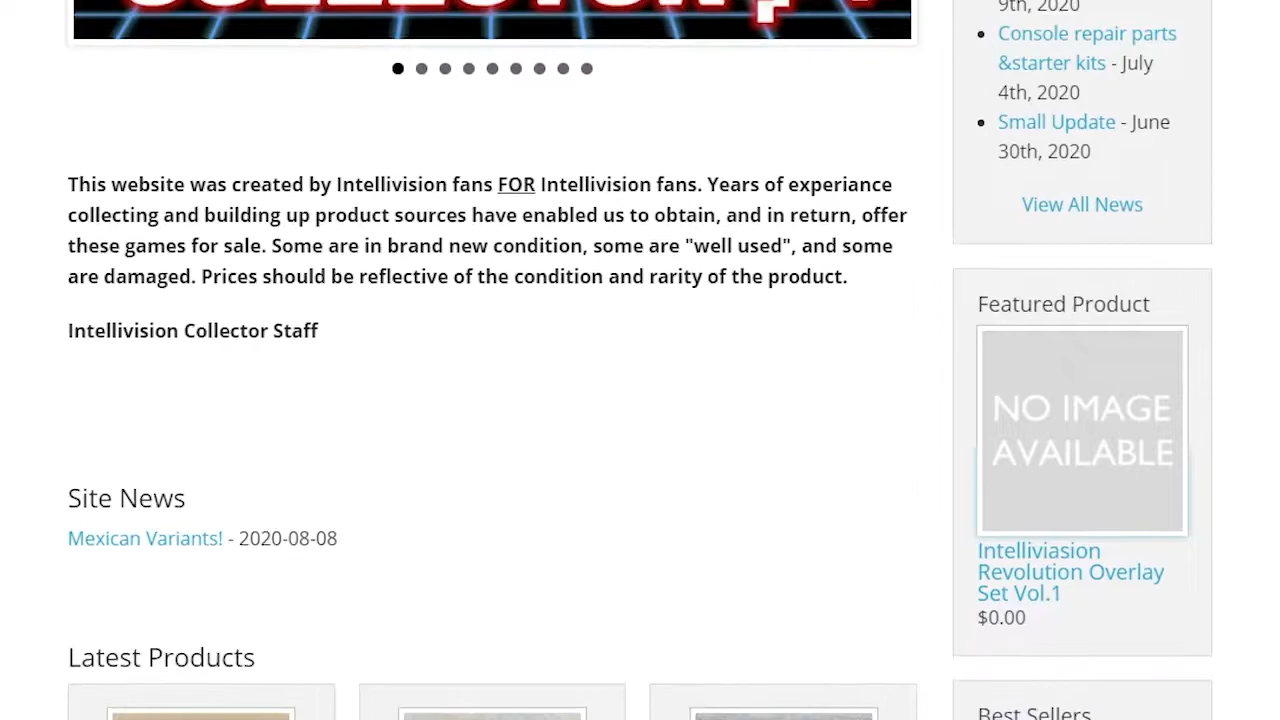 This website was created by Intellivision fans FOR Intellivision fans. Years of experiance
collecting and building up product sources have enabled us to obtain, and in return, offer
these games for sale. Some are in brand new condition, some are "well used", and some
are damaged. Prices should be reflective of the condition and rarity of the product.
Intellivision Collector Staff
Site News
Mexican Variants! - 2020-08-08
Latest Products
9th, 2020
Console repair parts
&starter kits - July
4th, 2020
Small Update - June
30th, 2020
View All News
Featured Product
NO IMAGE
AVAILABLE
Intelliviasion
Revolution Overlay
Set Vol.1
$0.00
Best Sellers